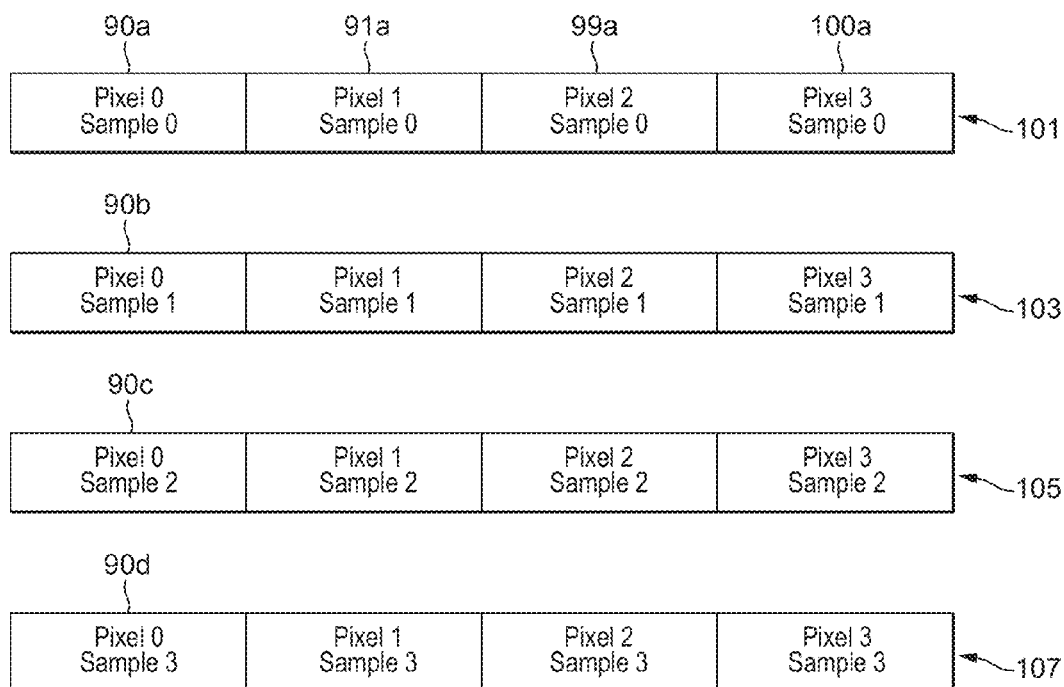 90a 91a 99a 100a
Pixel 0 Pixel 1 Pixel 2 Pixel 3
Sample 0 Sample 0 Sample 0 Sample 0
101
90b
Pixel 0 Pixel 1 Pixel 2 Pixel 3
Sample 1 Sample 1 Sample 1 Sample 1
103
90c
Pixel 0 Pixel 1 Pixel 2 Pixel 3
Sample 2 Sample 2 Sample 2 Sample 2
105
90d
Pixel 0 Pixel 1 Pixel 2 Pixel 3
Sample 3 Sample 3 Sample 3 Sample 3
107